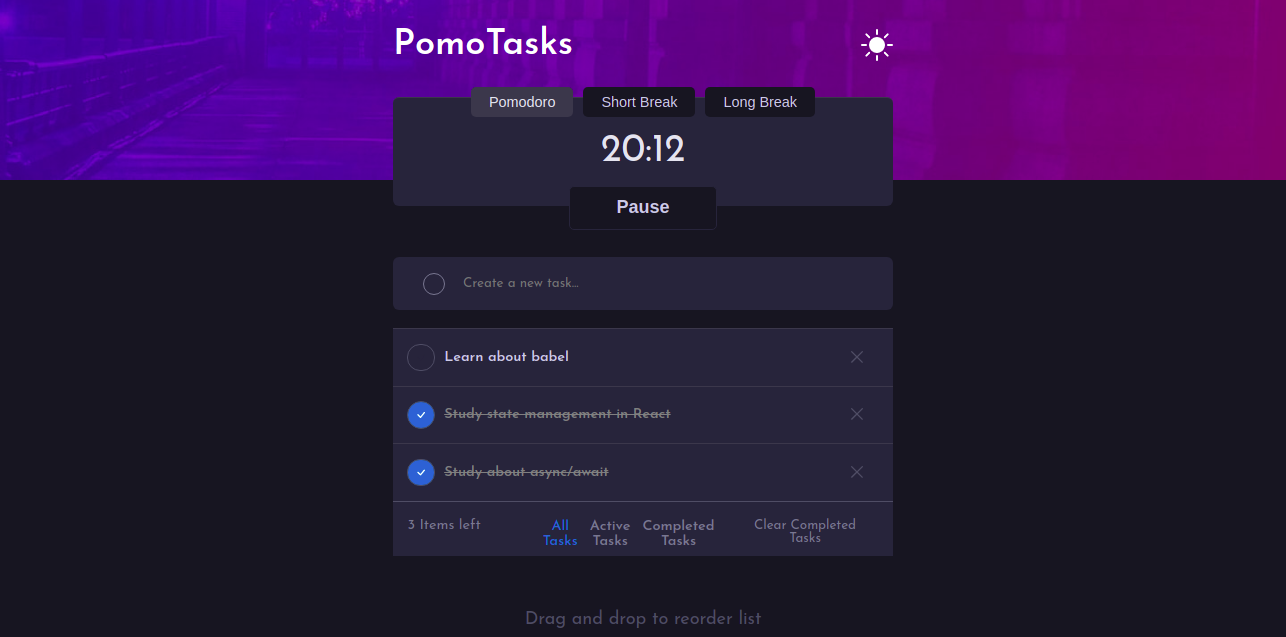 PomoTasks
Pomodoro Short Break Long Break
20:12
Pause
Create a new task...
Learn about babel
Study state management in React
Study about async/await
3 Items left
All Tasks
Active Tasks
Completed Tasks
Clear Completed Tasks
Drag and drop to reorder list